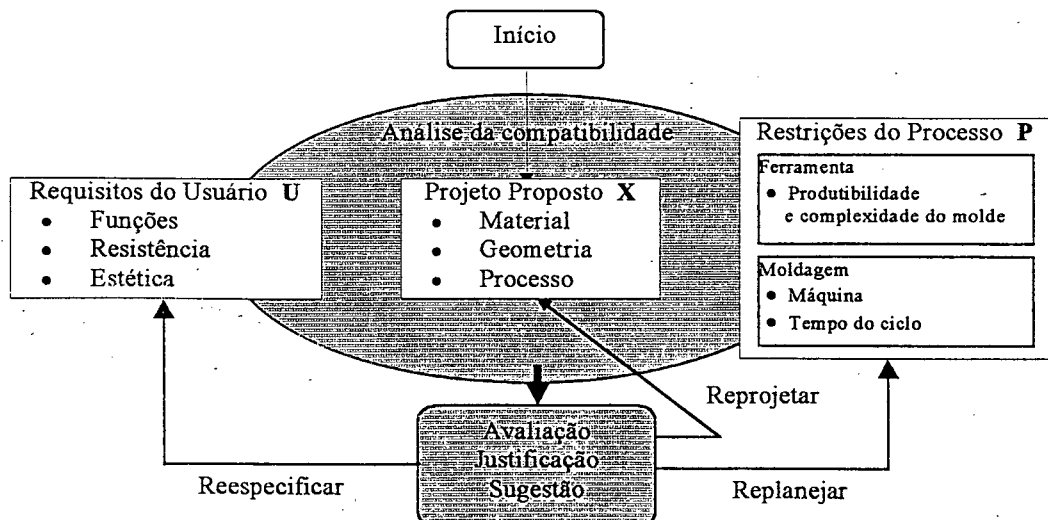 Início
Análise da compatibilidade
Requisitos do Usuário U
• Funções
• Resistência
• Estética
Projeto Proposto X
• Material
• Geometria
• Processo
Restrições do Processo P
Ferramenta
• Produtibilidade
e complexidade do molde
Moldagem
• Máquina
• Tempo do ciclo
Reprojetar
Avaliação
Justificação
Sugestão
Reespecificar
Replanejar